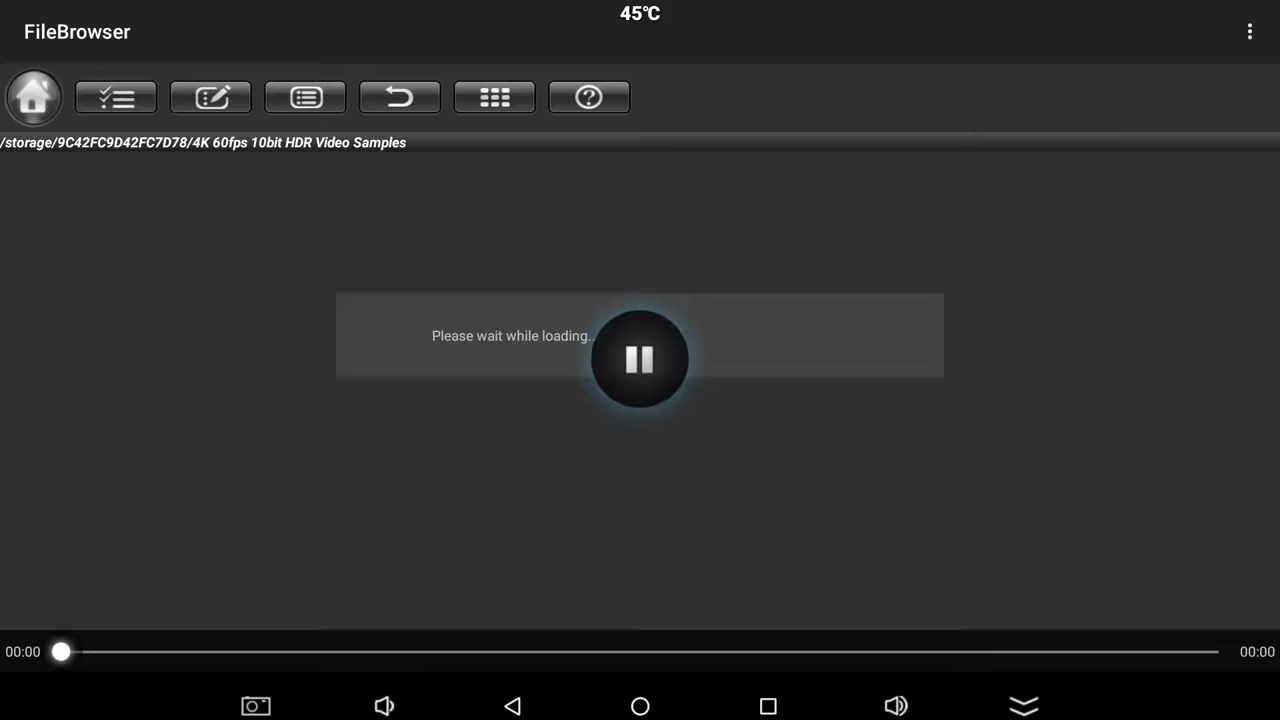 45℃
FileBrowser
/storage/9C42FC9D42FC7D78/4K 60fps 10bit HDR Video Samples
Please wait while loading..
00:00
00:00